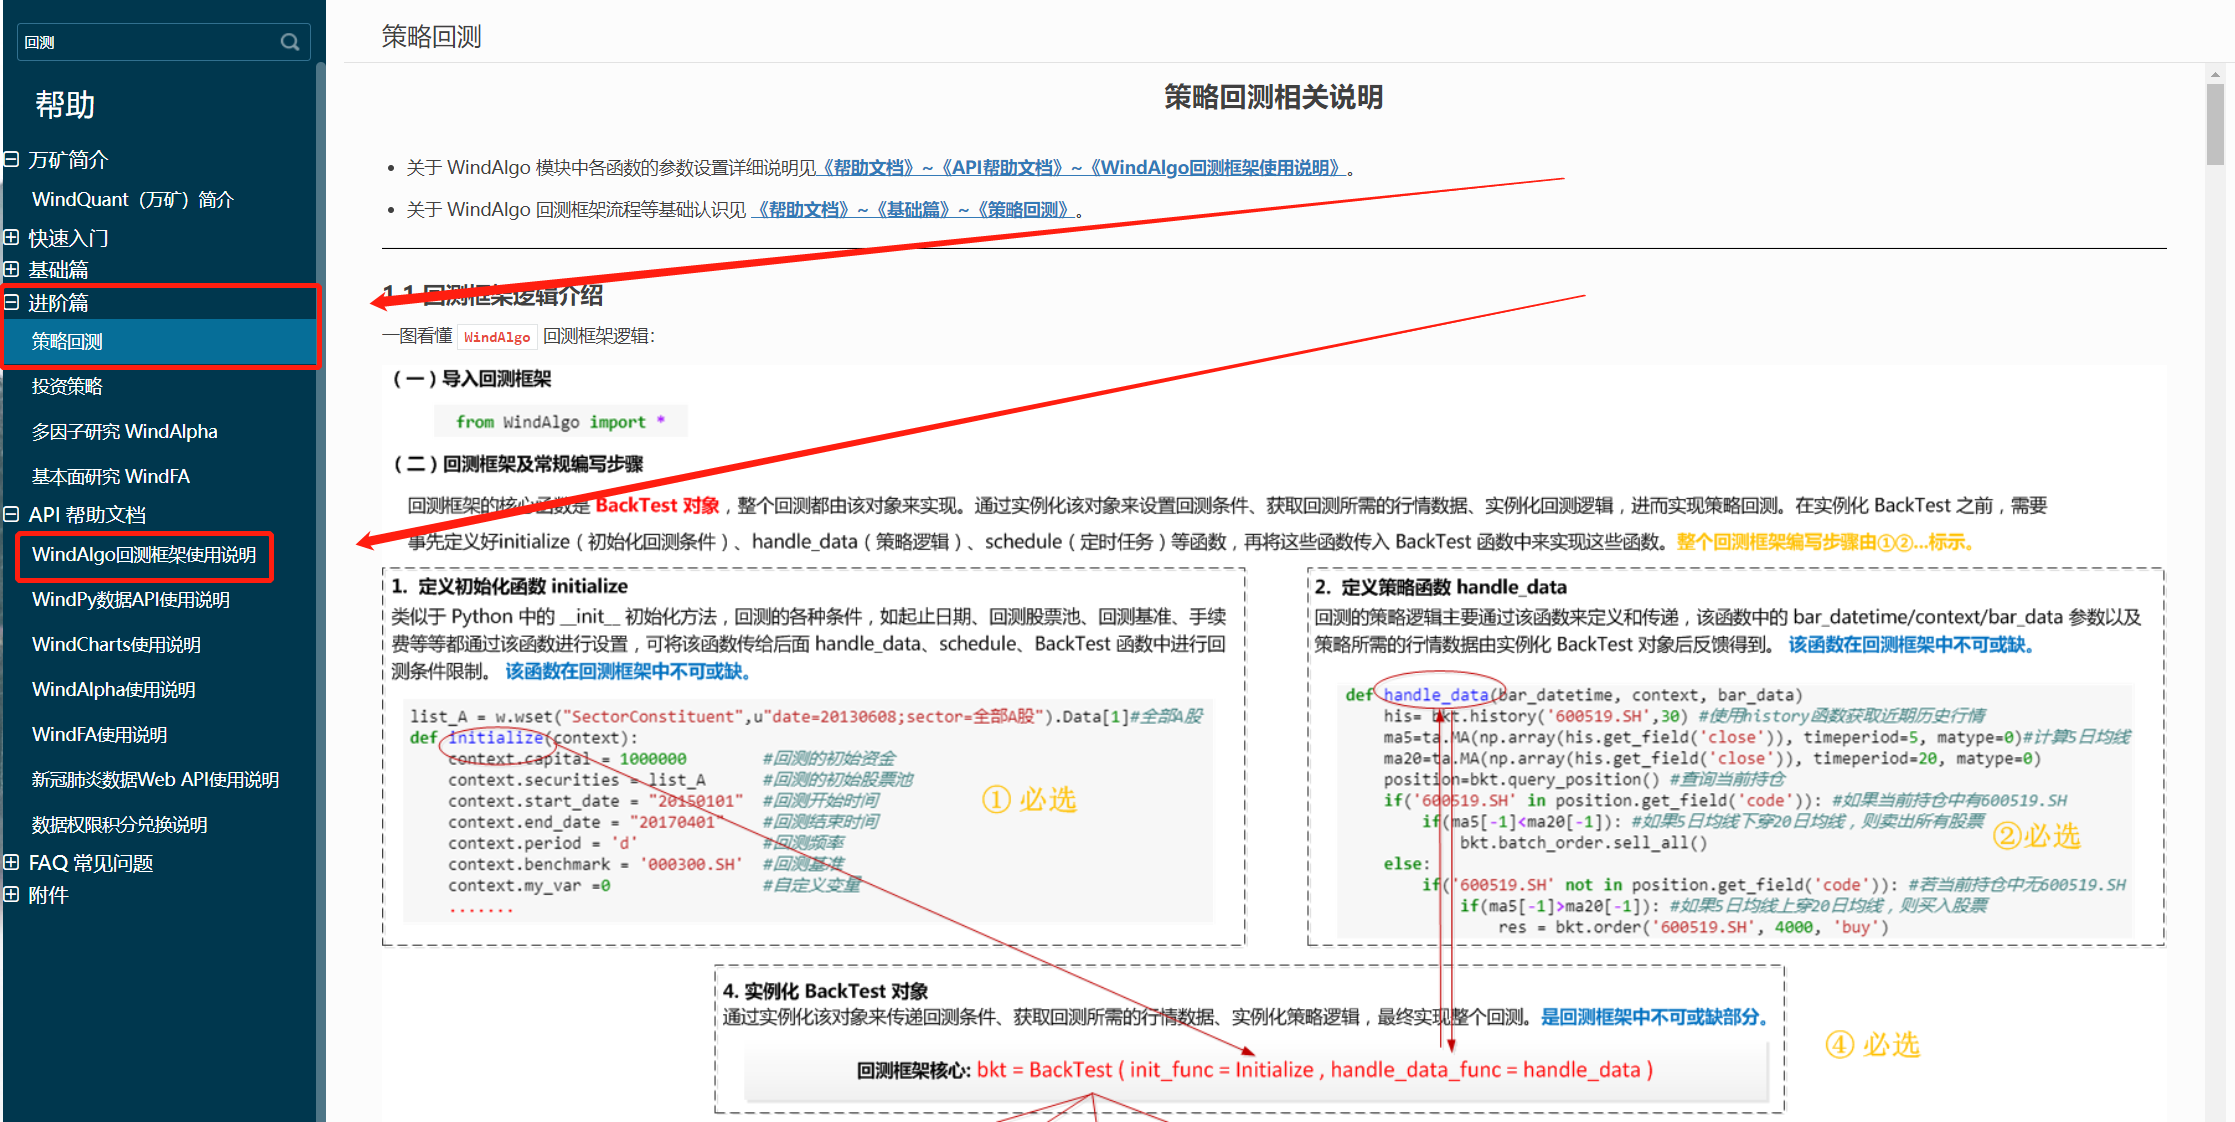 回测
帮助
万矿简介
WindQuant（万矿）简介
快速入门
基础篇
进阶篇
策略回测
投资策略
多因子研究 WindAlpha
基本面研究 WindFA
API 帮助文档
WindAlgo回测框架使用说明
WindPy数据API使用说明
WindCharts使用说明
WindAlpha使用说明
WindFA使用说明
新冠肺炎数据Web API使用说明
数据权限积分兑换说明
FAQ 常见问题
附件
策略回测
策略回测相关说明
• 关于 WindAlgo 模块中各函数的参数设置详细说明见《帮助文档》~《API帮助文档》~《WindAlgo回测框架使用说明》。
• 关于 WindAlgo 回测框架流程等基础认识见 《帮助文档》~《基础篇》~《策略回测》。
1.1 回测框架逻辑介绍
一图看懂 WindAlgo 回测框架逻辑：
（一）导入回测框架
from WindAlgo import *
（二）回测框架及常规编写步骤
回测框架的核心函数是 BackTest 对象，整个回测都由该对象来实现。通过实例化该对象来设置回测条件、获取回测所需的行情数据、实例化回测逻辑，进而实现策略回测。在实例化 BackTest 之前，需要
事先定义好initialize（初始化回测条件）、handle_data（策略逻辑）、schedule（定时任务）等函数，再将这些函数传入 BackTest 函数中来实现这些函数。整个回测框架编写步骤由①②...标示。
1. 定义初始化函数 initialize
类似于 Python 中的 __init__ 初始化方法，回测的各种条件，如起止日期、回测股票池、回测基准、手续
费等等都通过该函数进行设置，可将该函数传给后面 handle_data、schedule、BackTest 函数中进行回
测条件限制。 该函数在回测框架中不可或缺。
list_A = w.wset("SectorConstituent",u"date=20130608;sector=全部A股").Data[1]#全部A股
def initialize(context):
context.capital = 1000000 #回测的初始资金
context.securities = list_A #回测的初始股票池
context.start_date = "20150101" #回测开始时间
context.end_date = "20170401" #回测结束时间
context.period = 'd' #回测频率
context.benchmark = '000300.SH' #回测基准
context.my_var =0 #自定义变量
.......
① 必选
2. 定义策略函数 handle_data
回测的策略逻辑主要通过该函数来定义和传递，该函数中的 bar_datetime/context/bar_data 参数以及
策略所需的行情数据由实例化 BackTest 对象后反馈得到。 该函数在回测框架中不可或缺。
def handle_data(bar_datetime, context, bar_data)
his= bkt.history('600519.SH',30) #使用history函数获取近期历史行情
ma5=ta.MA(np.array(his.get_field('close')), timeperiod=5, matype=0)#计算5日均线
ma20=ta.MA(np.array(his.get_field('close')), timeperiod=20, matype=0)
position=bkt.query_position() #查询当前持仓
if('600519.SH' in position.get_field('code')): #如果当前持仓中有600519.SH
if(ma5[-1]<ma20[-1]): #如果5日均线下穿20日均线，则卖出所有股票
bkt.batch_order.sell_all()
else:
if('600519.SH' not in position.get_field('code')): #若当前持仓中无600519.SH
if(ma5[-1]>ma20[-1]): #如果5日均线上穿20日均线，则买入股票
res = bkt.order('600519.SH', 4000, 'buy')
②必选
4. 实例化 BackTest 对象
通过实例化该对象来传递回测条件、获取回测所需的行情数据、实例化策略逻辑，最终实现整个回测。是回测框架中不可或缺部分。
回测框架核心: bkt = BackTest ( init_func = Initialize , handle_data_func = handle_data )
④ 必选